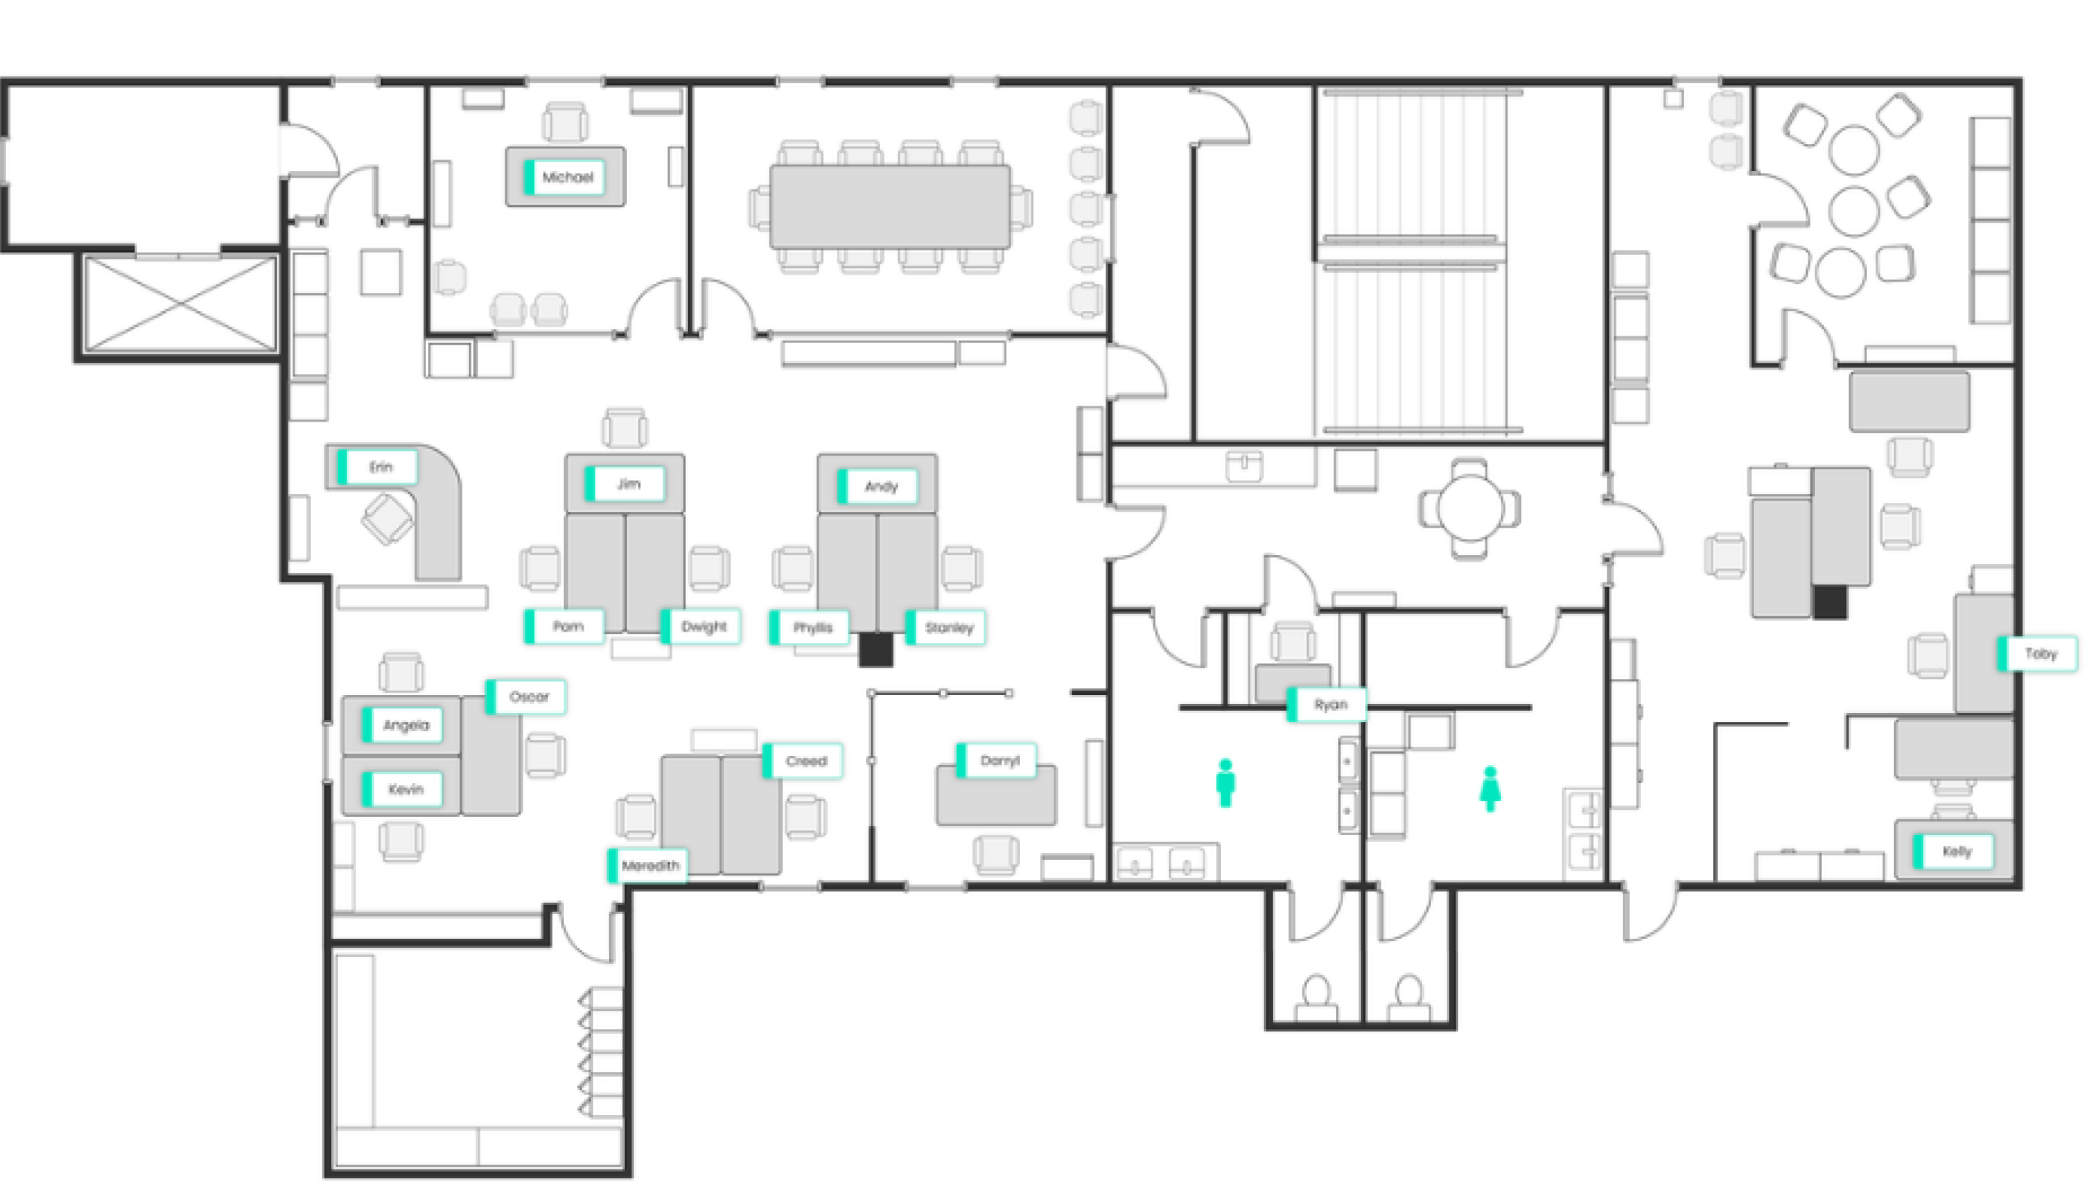 Michael
Erin
Jim
Andy
Pam
Dwight
Phyllis
Stanley
Toby
Oscar
Angela
Ryan
Creed
Darryl
Kevin
Kelly
Meredith